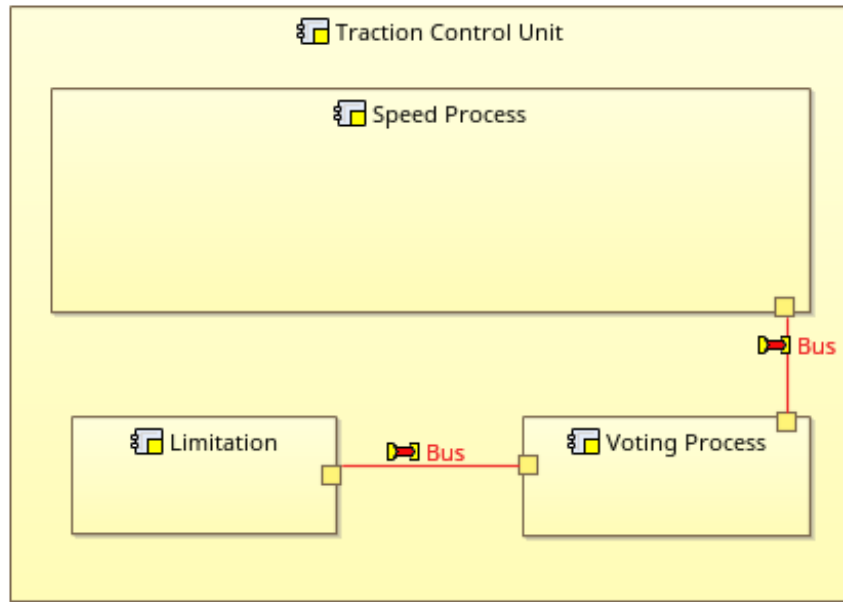 Traction Control Unit
Speed Process
Bus
Limitation
Bus
Voting Process